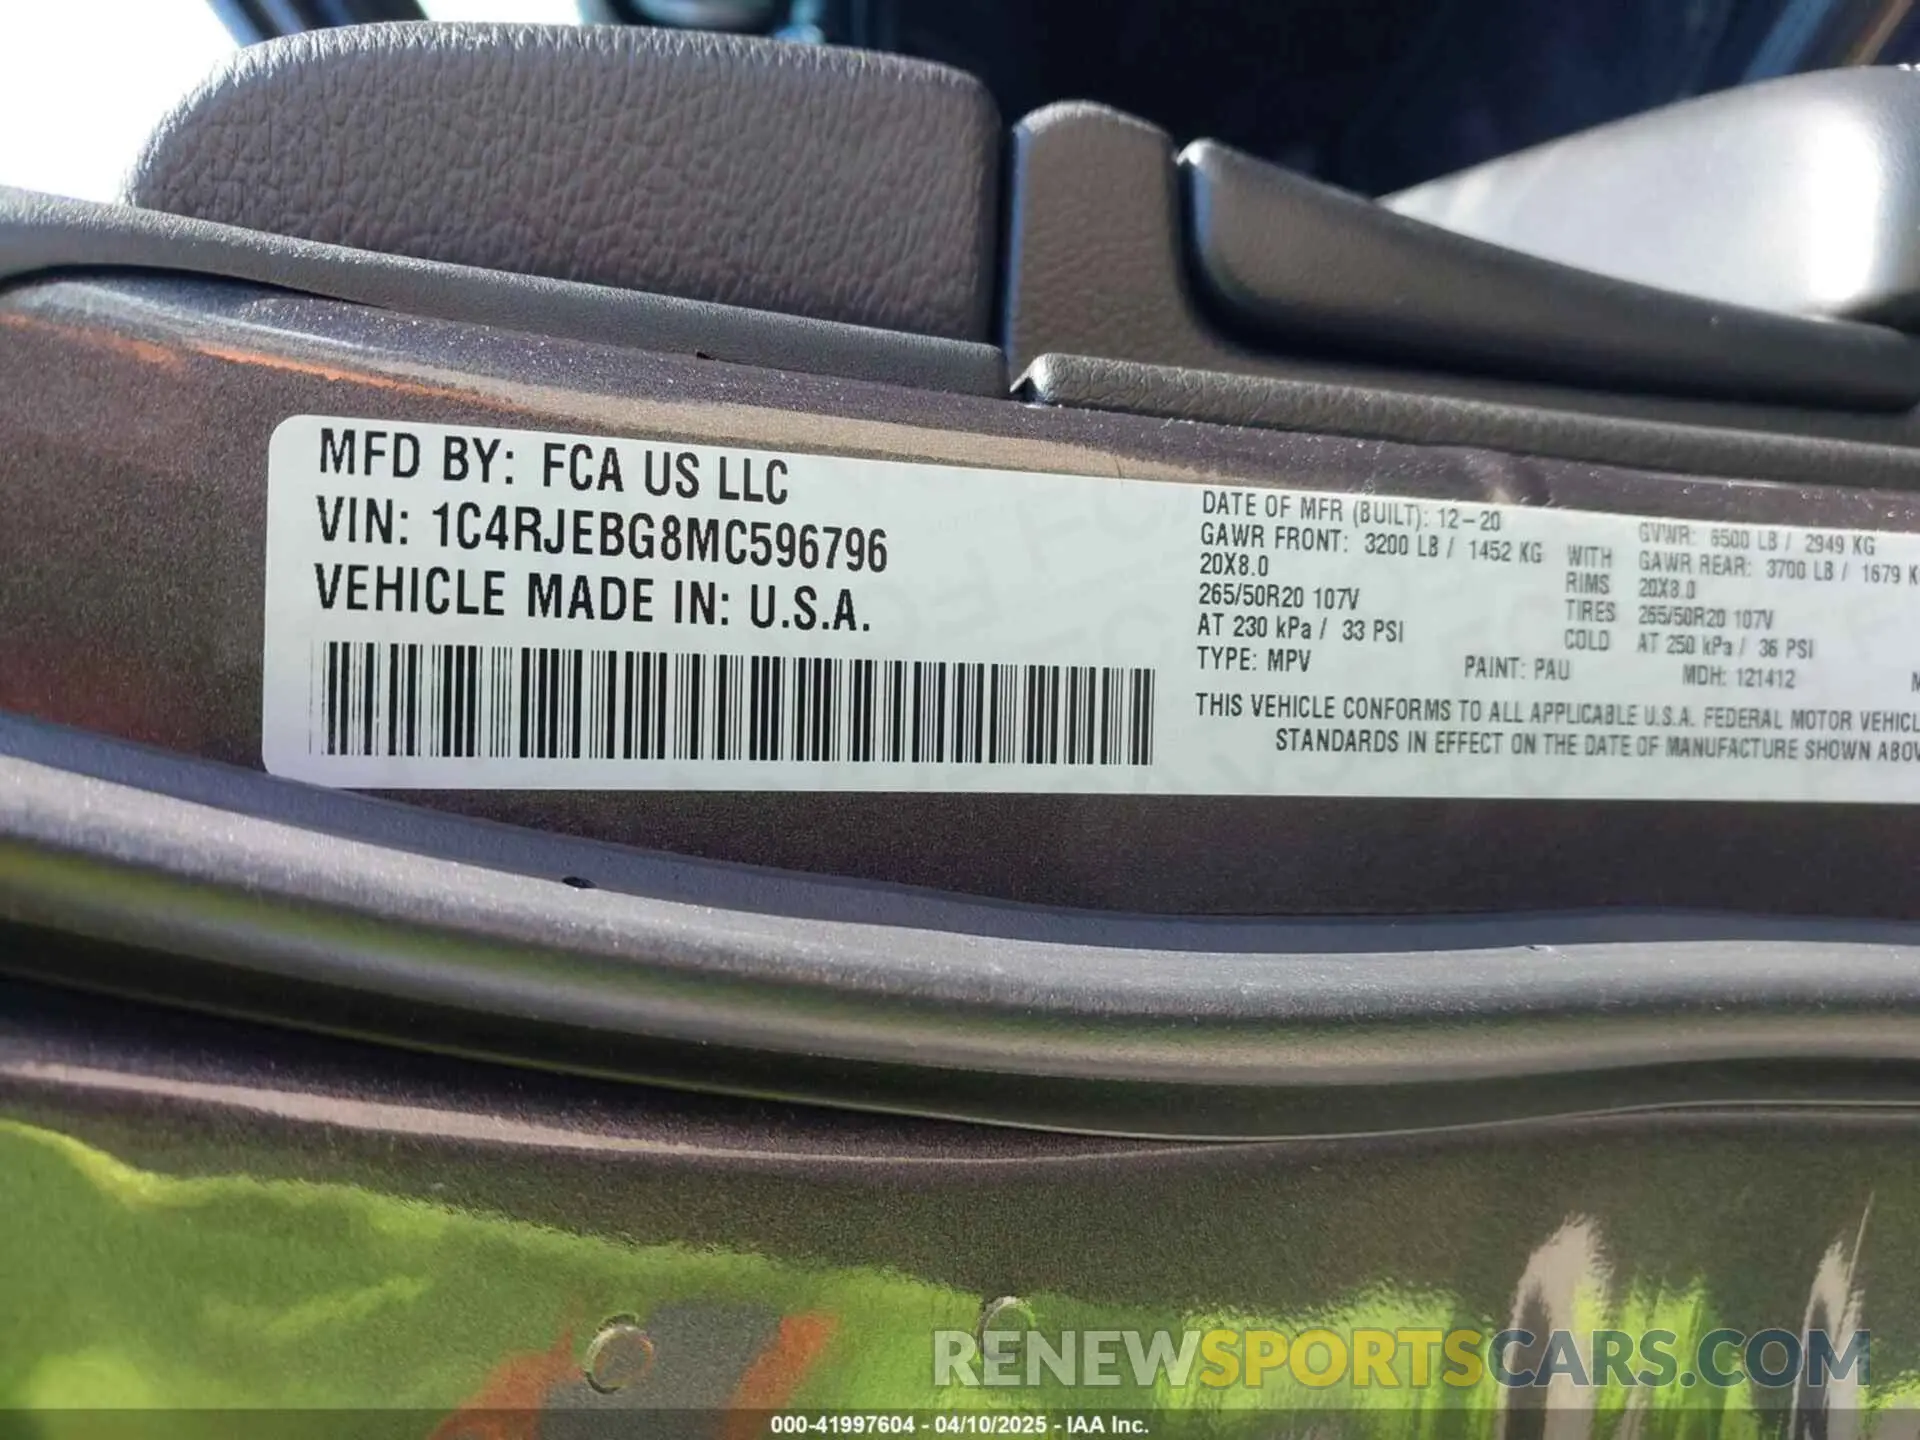 MFD BY: FCA US LLC
VIN: 1C4RJEBG8MC596796
VEHICLE MADE IN: U.S.A.
DATE OF MFR (BUILT): 12-20
GVWR: 6500 LB / 2949 KG
GAWR FRONT: 3200 LB / 1452 KG WITH GAWR REAR: 3700 LB / 1679 K
20X8.0 RIMS 20X8.0
265/50R20 107V TIRES 265/50R20 107V
AT 230 kPa / 33 PSI COLD AT 250 kPa / 36 PSI
TYPE: MPV PAINT: PAU MDH: 121412
THIS VEHICLE CONFORMS TO ALL APPLICABLE U.S.A. FEDERAL MOTOR VEHICL
STANDARDS IN EFFECT ON THE DATE OF MANUFACTURE SHOWN ABOV
RENEWSPORTSCARS.COM
000-41997604 - 04/10/2025 - IAA Inc.